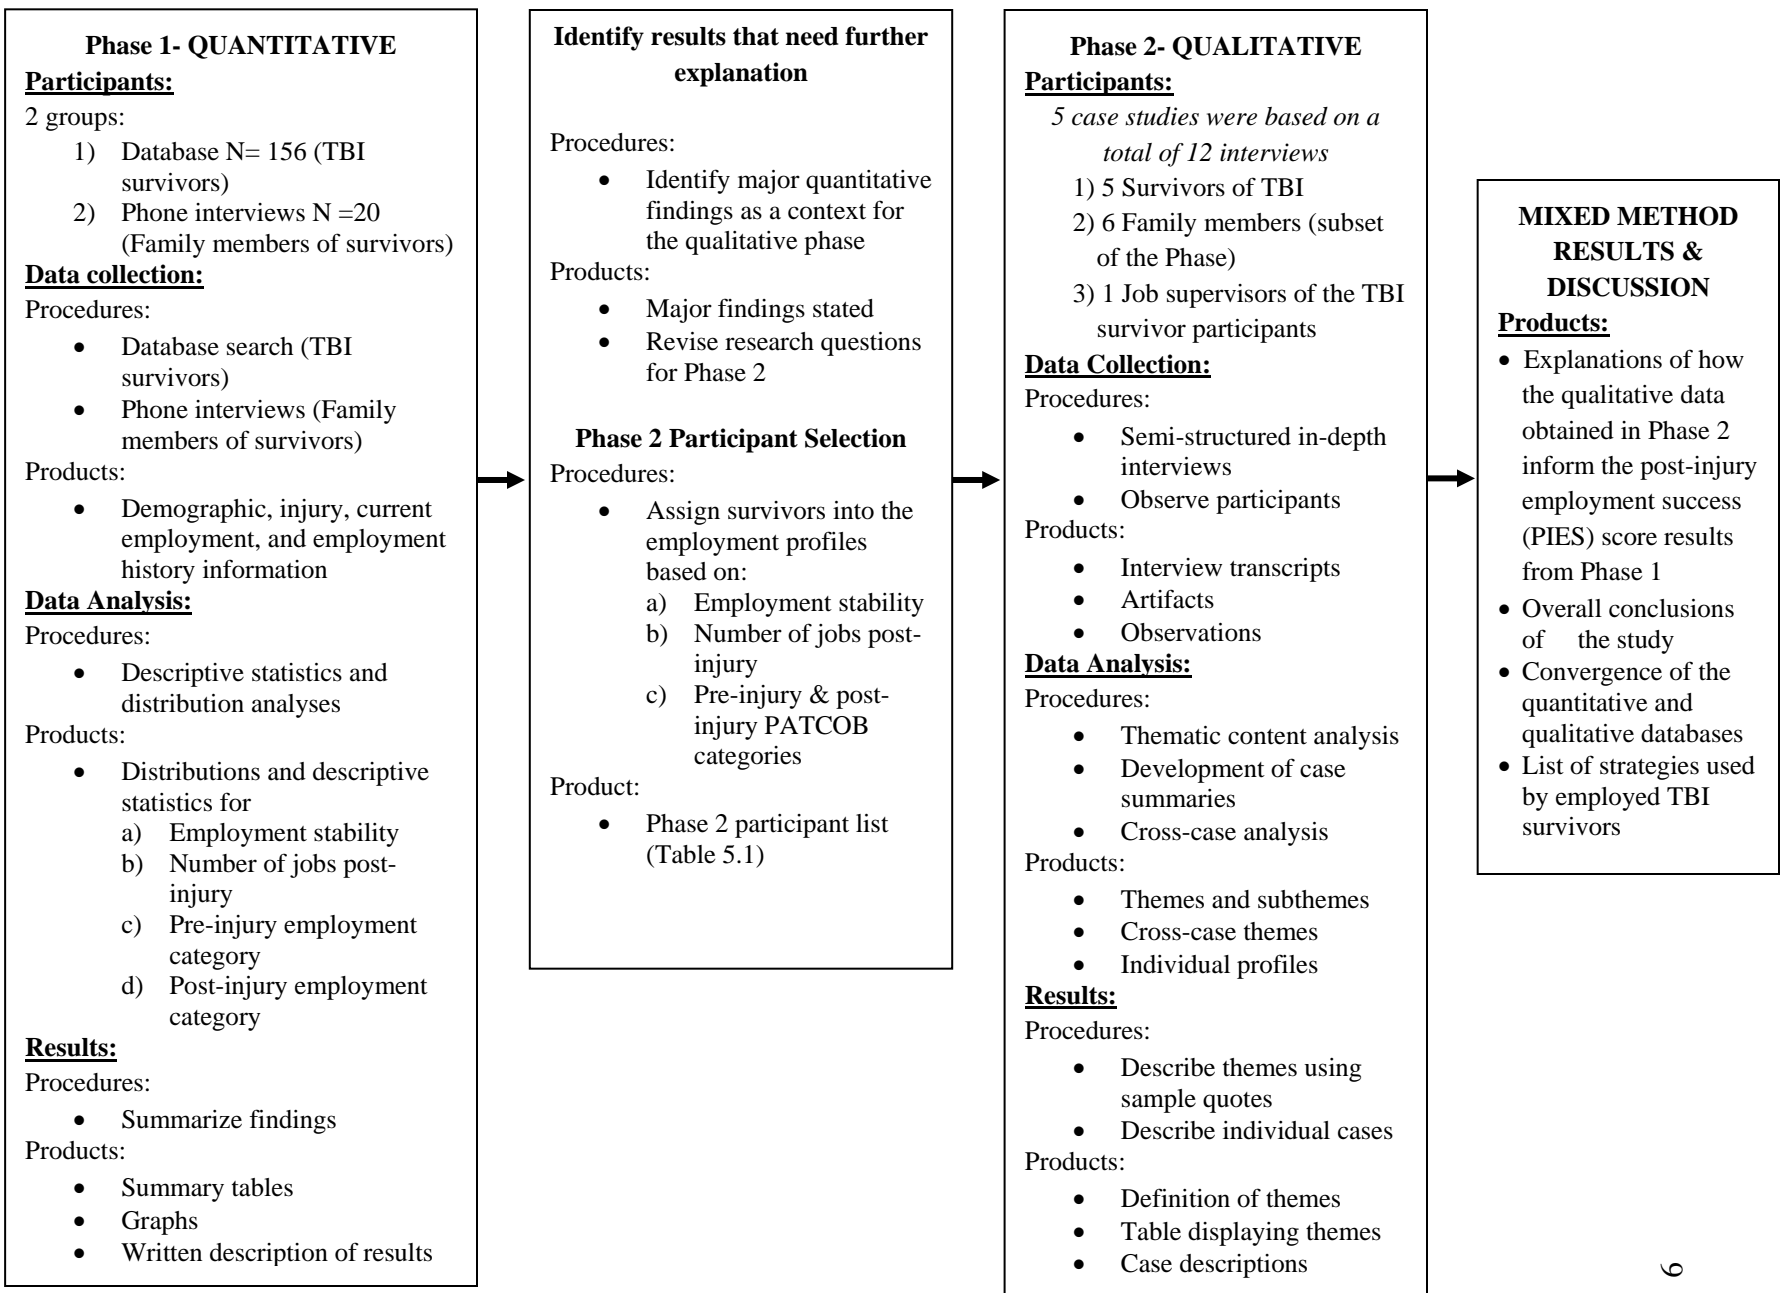 Phase 1- QUANTITATIVE
Participants:
2 groups:
1) Database N= 156 (TBI
survivors)
2) Phone interviews N =20
(Family members of survivors)
Data collection:
Procedures:
• Database search (TBI
survivors)
• Phone interviews (Family
members of survivors)
Products:
• Demographic, injury, current
employment, and employment
history information
Data Analysis:
Procedures:
• Descriptive statistics and
distribution analyses
Products:
• Distributions and descriptive
statistics for
a) Employment stability
b) Number of jobs post-
injury
c) Pre-injury employment
category
d) Post-injury employment
category
Results:
Procedures:
• Summarize findings
Products:
• Summary tables
• Graphs
• Written description of results
Identify results that need further
explanation
Procedures:
• Identify major quantitative
findings as a context for
the qualitative phase
Products:
• Major findings stated
• Revise research questions
for Phase 2
Phase 2 Participant Selection
Procedures:
• Assign survivors into the
employment profiles
based on:
a) Employment stability
b) Number of jobs post-
injury
c) Pre-injury & post-
injury PATCOB
categories
Product:
• Phase 2 participant list
(Table 5.1)
Phase 2- QUALITATIVE
Participants:
5 case studies were based on a
total of 12 interviews
1) 5 Survivors of TBI
2) 6 Family members (subset
of the Phase)
3) 1 Job supervisors of the TBI
survivor participants
Data Collection:
Procedures:
• Semi-structured in-depth
interviews
• Observe participants
Products:
• Interview transcripts
• Artifacts
• Observations
Data Analysis:
Procedures:
• Thematic content analysis
• Development of case
summaries
• Cross-case analysis
Products:
• Themes and subthemes
• Cross-case themes
• Individual profiles
Results:
Procedures:
• Describe themes using
sample quotes
• Describe individual cases
Products:
• Definition of themes
• Table displaying themes
• Case descriptions
MIXED METHOD
RESULTS &
DISCUSSION
Products:
• Explanations of how
the qualitative data
obtained in Phase 2
inform the post-injury
employment success
(PIES) score results
from Phase 1
• Overall conclusions
of the study
• Convergence of the
quantitative and
qualitative databases
• List of strategies used
by employed TBI
survivors
9